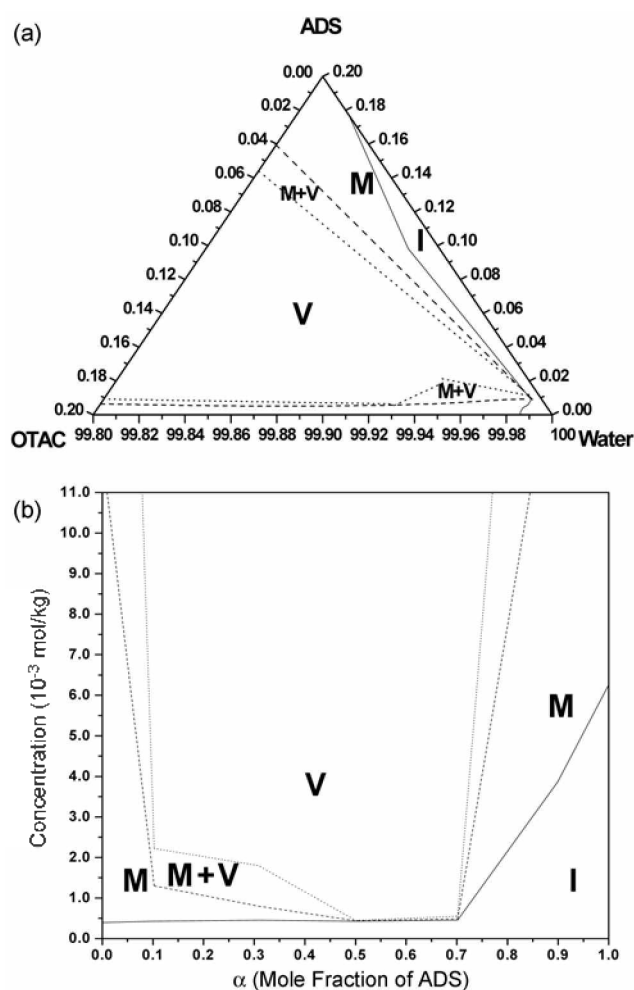 (a)
ADS
0.00 0.20
0.02 0.18
0.04 0.16
0.06 M+V M 0.14
0.08 0.12
0.10 I 0.10
0.12 0.08
0.14 V 0.06
0.16 0.04
0.18 M+V 0.02
0.20 0.00
OTAC 99.80 99.82 99.84 99.86 99.88 99.90 99.92 99.94 99.96 99.98 100 Water
(b)
11.0
10.0
9.0
8.0
7.0
6.0
5.0
4.0
3.0
2.0
1.0
0.0
Concentration (10-3 mol/kg)
M
V
M M+V I
0.0 0.1 0.2 0.3 0.4 0.5 0.6 0.7 0.8 0.9 1.0
α (Mole Fraction of ADS)